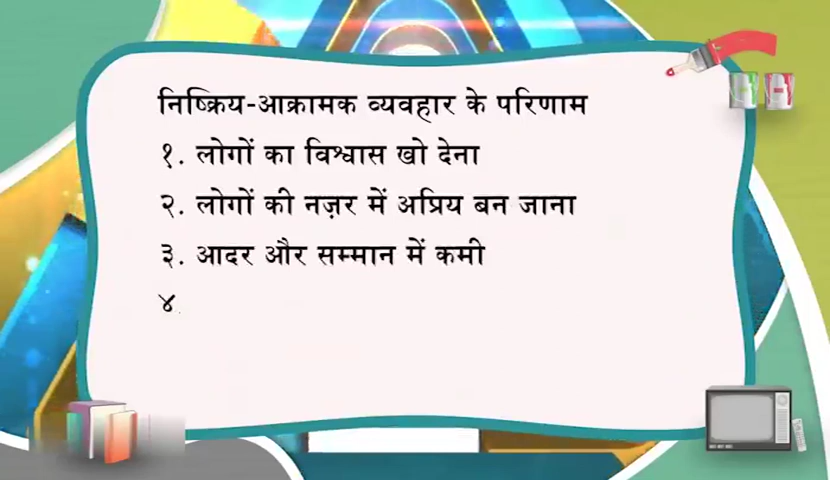 निष्क्रिय-आक्रामक व्यवहार के परिणाम
१. लोगों का विश्वास खो देना
२. लोगों की नज़र में अप्रिय बन जाना
३. आदर और सम्मान में कमी
४.